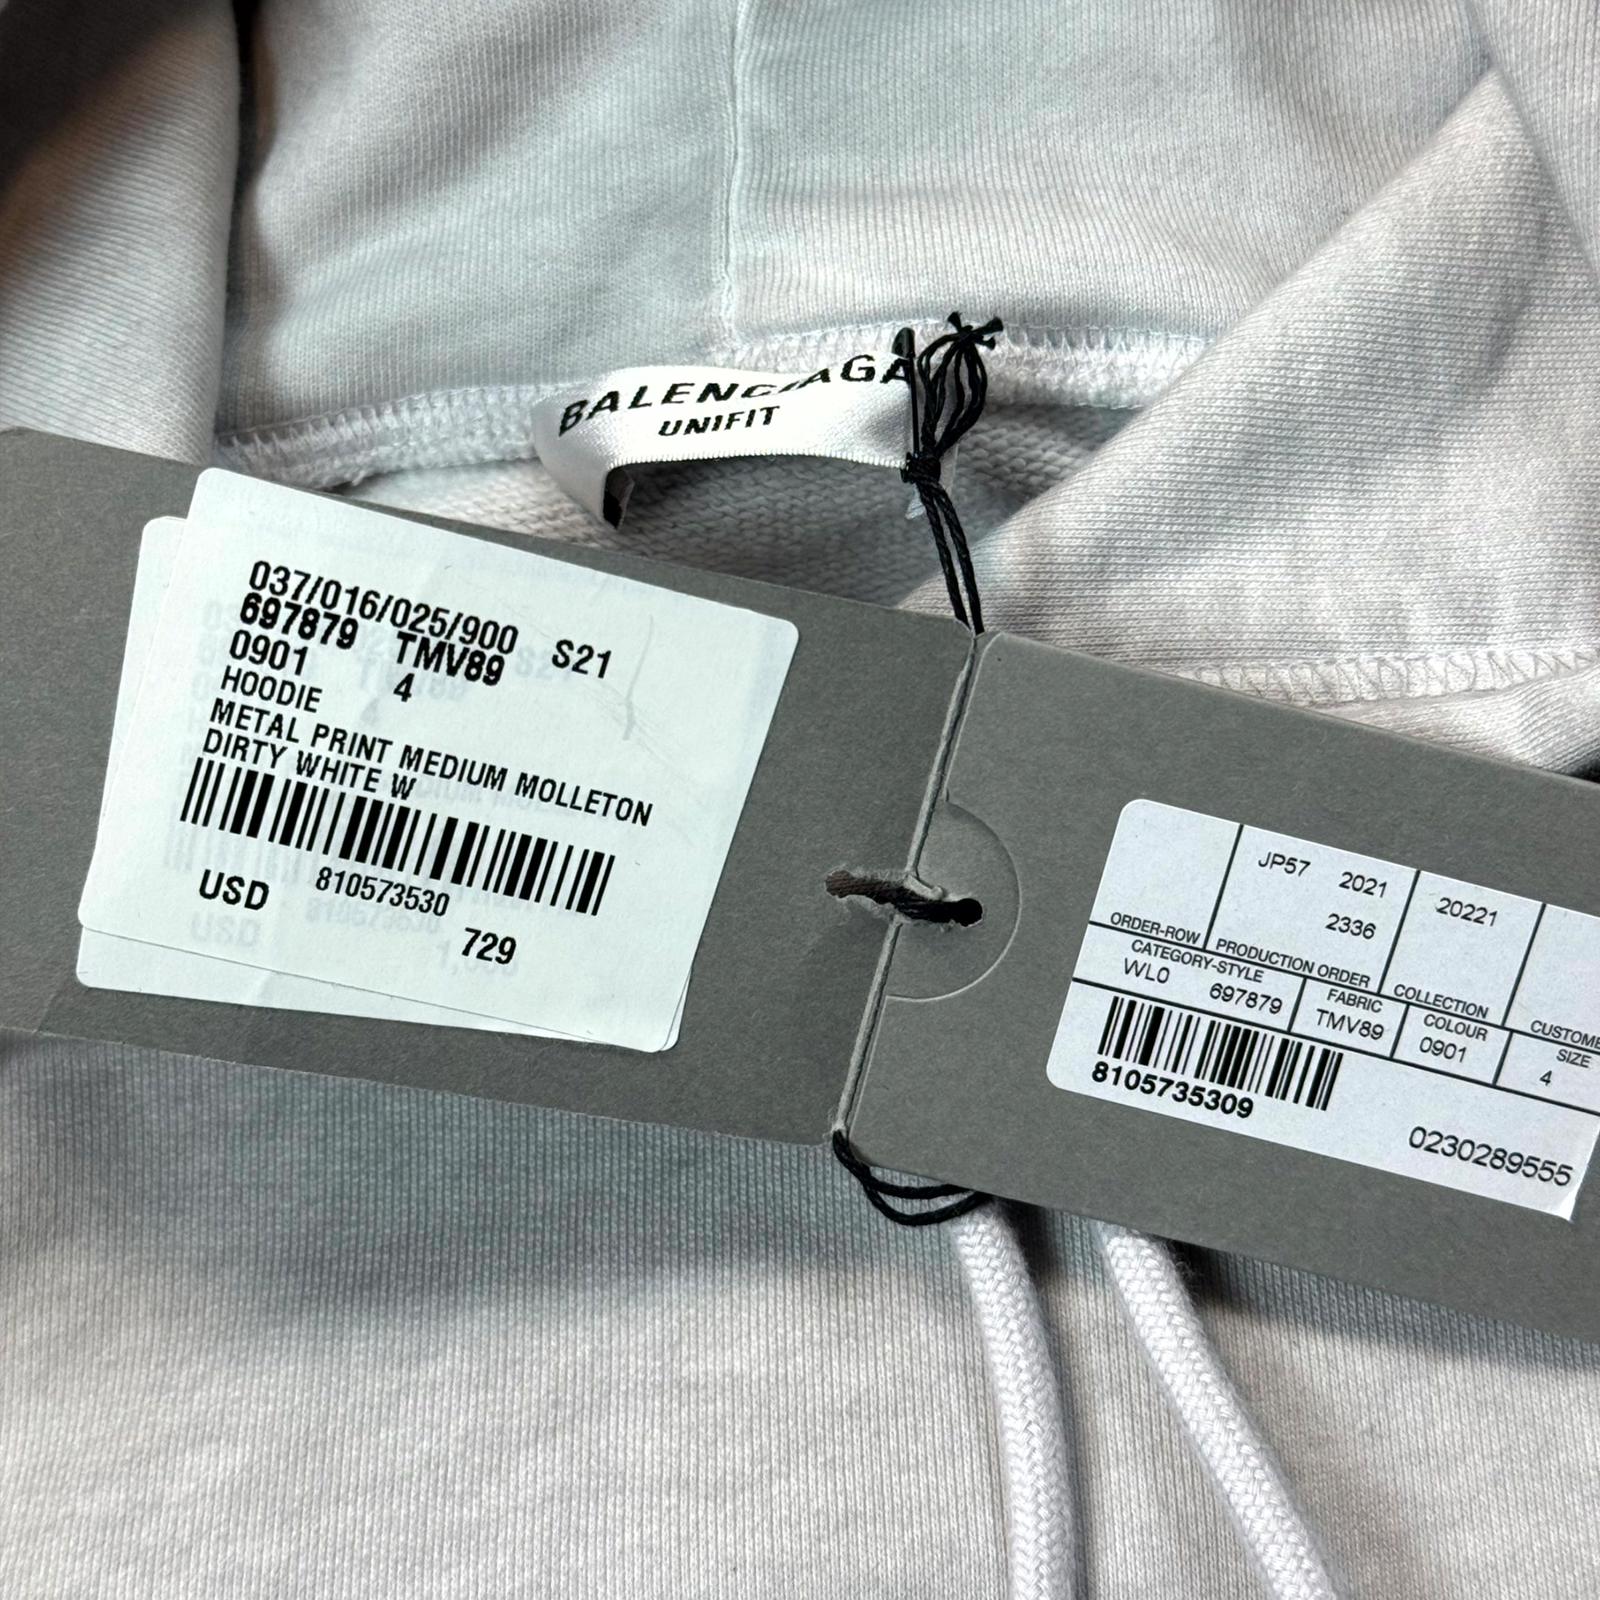 BALENCIAGA
UNIFIT
037/016/025/900 S21
697879 TMV89
0901 4
HOODIE
METAL PRINT MEDIUM MOLLETON
DIRTY WHITE W
810573530
USD 729
JP57 2021
2336
20221
ORDER-ROW
PRODUCTION ORDER
COLLECTION
CATEGORY-STYLE
WL0 697879
FABRIC
TMV89
COLOUR
0901
SIZE
4
8105735309
0230289555